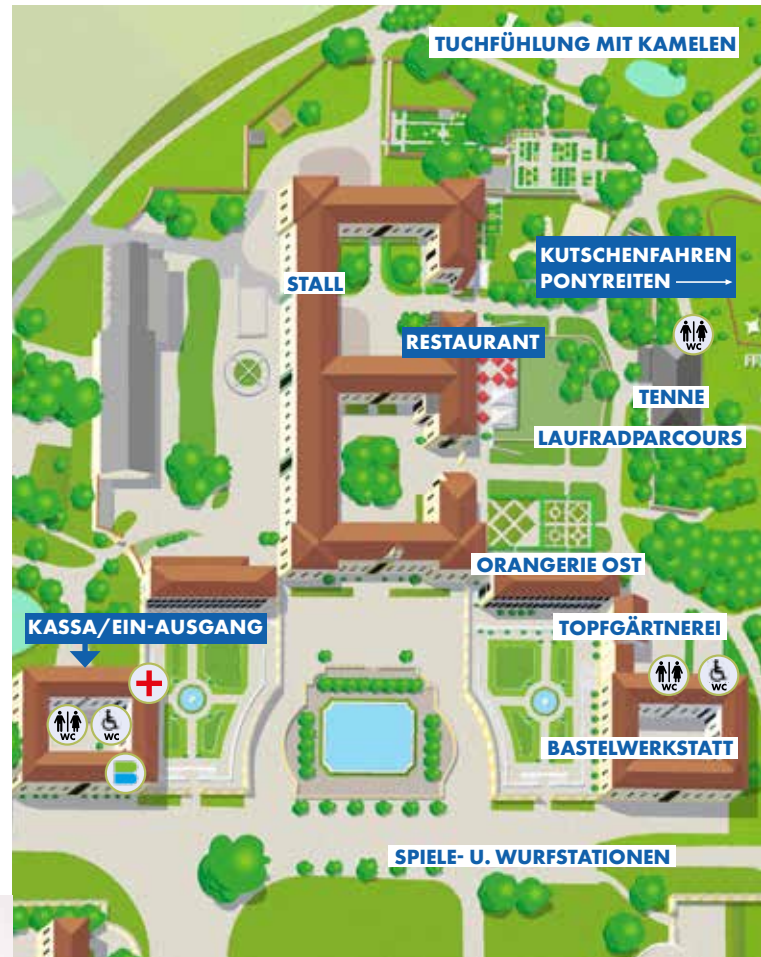 TUCHFÜHLUNG MIT KAMELEN
KUTSCHENFAHREN
PONYREITEN
STALL
RESTAURANT
WC
TENNE
LAUFRADPARCOURS
ORANGERIE OST
KASSA/EIN-AUSGANG
TOPFGÄRTNEREI
WC
WC
WC
WC
BASTELWERKSTATT
SPIELE- U. WURFSTATIONEN